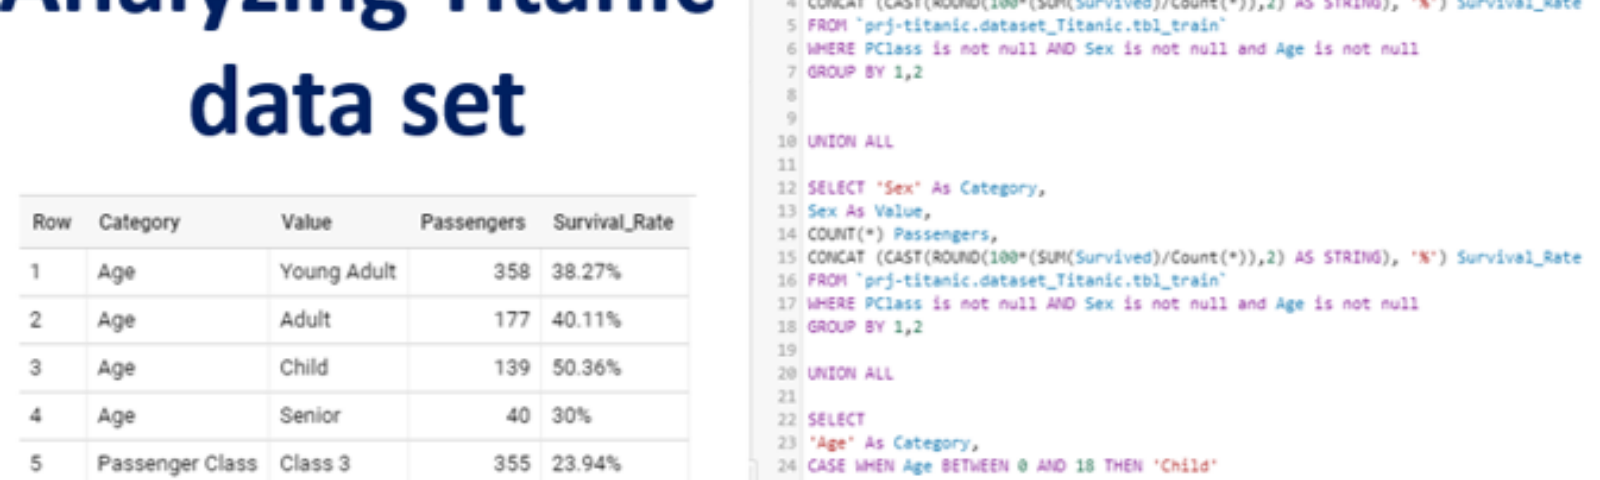 Analyzing Titanic
data set
Row Category Value Passengers Survival_Rate
1 Age Young Adult 358 38.27%
2 Age Adult 177 40.11%
3 Age Child 139 50.36%
4 Age Senior 40 30%
5 Passenger Class Class 3 355 23.94%
4 CONCAT (CAST(ROUND(100*(SUM(Survived)/Count(*)),2) AS STRING), '%') Survival_Rate
5 FROM `prj-titanic.dataset_Titanic.tbl_train`
6 WHERE PClass is not null AND Sex is not null and Age is not null
7 GROUP BY 1,2
8
9
10 UNION ALL
11
12 SELECT 'Sex' As Category,
13 Sex As Value,
14 COUNT(*) Passengers,
15 CONCAT (CAST(ROUND(100*(SUM(Survived)/Count(*)),2) AS STRING), '%') Survival_Rate
16 FROM `prj-titanic.dataset_Titanic.tbl_train`
17 WHERE PClass is not null AND Sex is not null and Age is not null
18 GROUP BY 1,2
19
20 UNION ALL
21
22 SELECT
23 'Age' As Category,
24 CASE WHEN Age BETWEEN 0 AND 18 THEN 'Child'